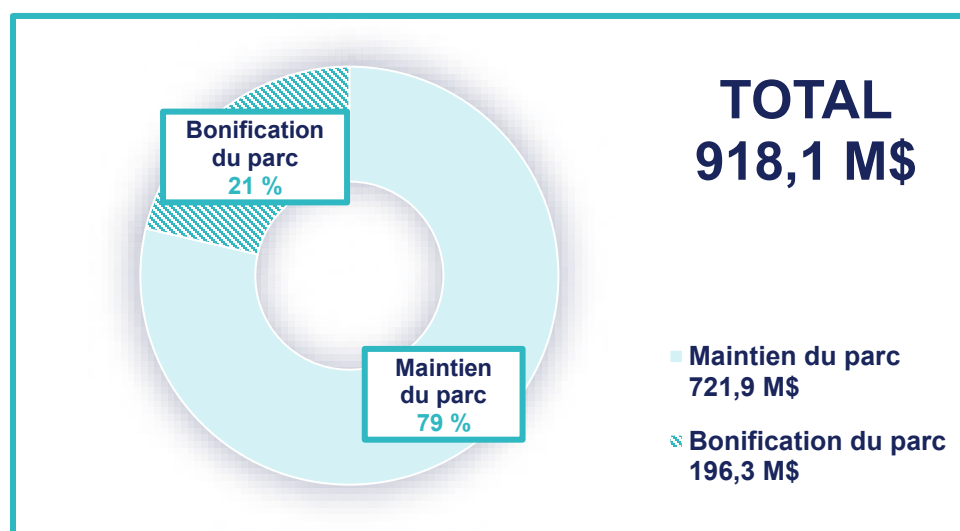 TOTAL
918,1 M$
Bonification
du parc
21 %
Maintien
du parc
79 %
Maintien du parc
721,9 M$
Bonification du parc
196,3 M$